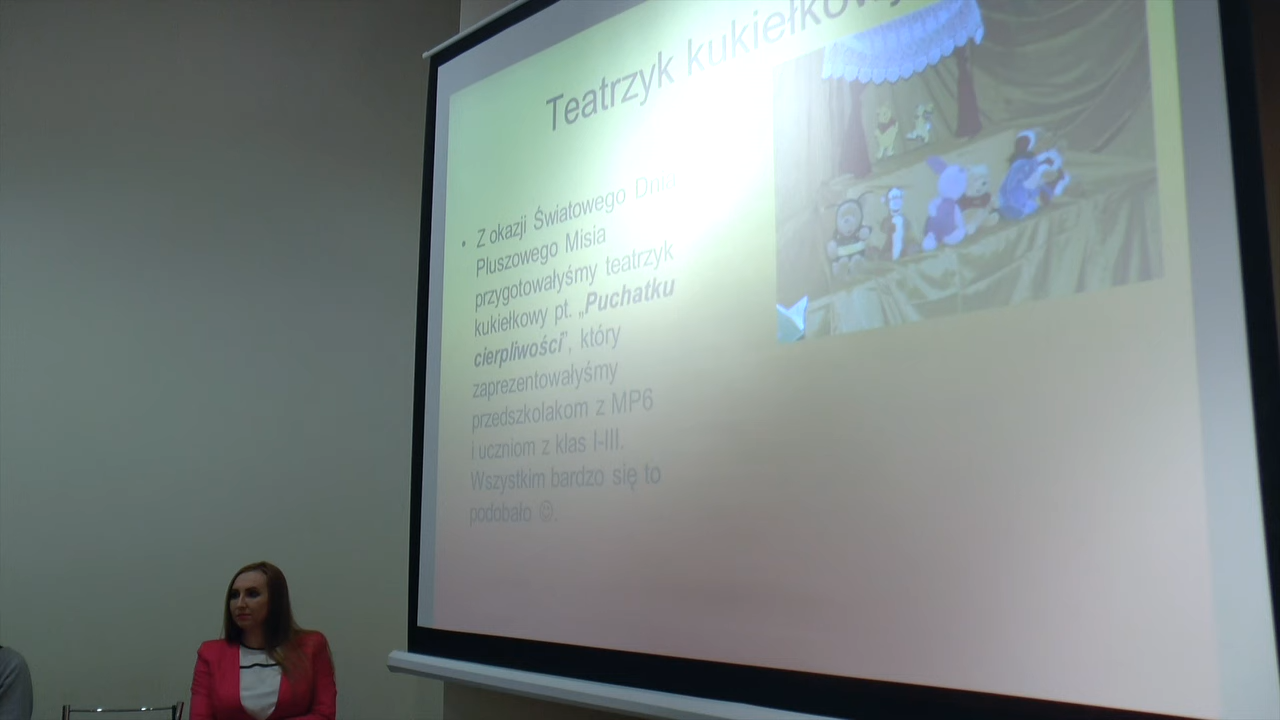 Teatrzyk kukiełkowy
• Z okazji Światowego Dnia
Pluszowego Misia
przygotowałyśmy teatrzyk
kukiełkowy pt. „Puchatku
cierpliwości”, który
zaprezentowałyśmy
przedszkolakom z MP6
i uczniom z klas I-III.
Wszystkim bardzo się to
podobało ☺.